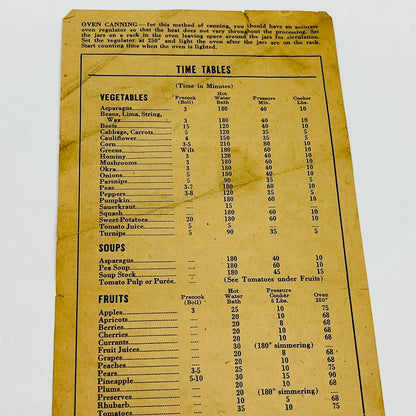 OVEN CANNING—for this method of canning, you should have an accurate
oven regulator so that the heat does not vary throughout the processing. Set
the jars on a rack in the oven leaving space around the jars for circulation.
Set the regulator at 250° and light the oven after the jars are on the rack.
Start counting time when the oven is lighted.
TIME TABLES
(Time in Minutes)
VEGETABLES Precook (Boil) Hot Water Bath Pressure Min. Cooker Lbs.
Asparagus 3 180 40 10
Beans, Lima, String,
Wax 3 180 40 10
Beets 15 120 40 10
Cabbage, Carrots 5 120 35 5
Cauliflower 4 150 35 5
Corn 3-5 210 80 10
Greens Wilt 180 60 10
Hominy 3 120 40 10
Mushrooms 3 180 60 10
Okra 3 180 40 10
Onions 5 180 40 10
Parsnips 5 90 35 5
Peas 3-7 180 60 10
Peppers 3-8 120 35 5
Pumpkin .... 180 60 10
Sauerkraut .... 15 .... ....
Squash .... 180 60 10
Sweet Potatoes 20 180 60 10
Tomato Juice 5 5 .... ....
Turnips 5 90 35 5
SOUPS
Asparagus .... 180 40 10
Pea Soup .... 180 60 10
Soup Stock .... 180 45 15
Tomato Pulp or Purée (See Tomatoes under Fruits)
FRUITS Precook (Boil) Hot Water Bath Pressure Cooker 5 Lbs. Oven 250°
Apples 3 25 10 75
Apricots 20 10 68
Berries 20 8 68
Cherries 20 10 68
Currants 20 10 68
Fruit Juices 30 (180° simmering)
Grapes 20 8 68
Peaches 20 10 68
Pears 3-5
Pineapple 5-10 30 15 90
Plums 20 10 68
Preserves 20 (180° simmering)
Rhubarb 10 5 68
Tomatoes 35 10 75